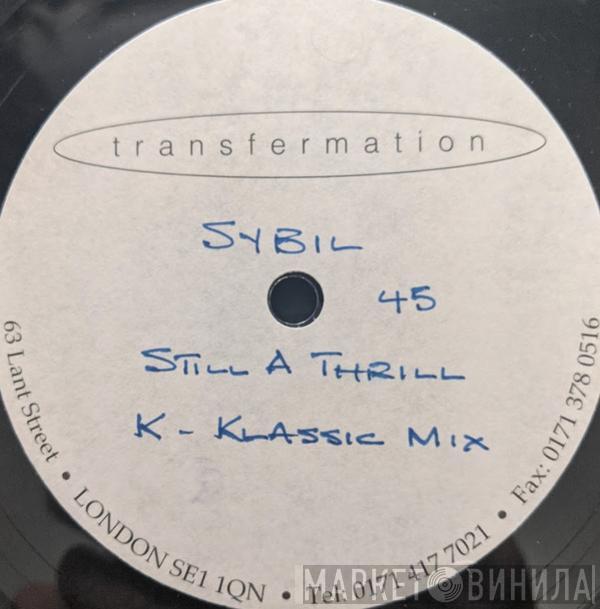 transfermation
SYBIL
45
STILL A THRILL
K - KLASSIC MIX
63 Lant Street • LONDON SE1 1QN • Tel: 0171 417 7021 • Fax: 0171 378 0516
МАРКЕТ ВИНИЛА